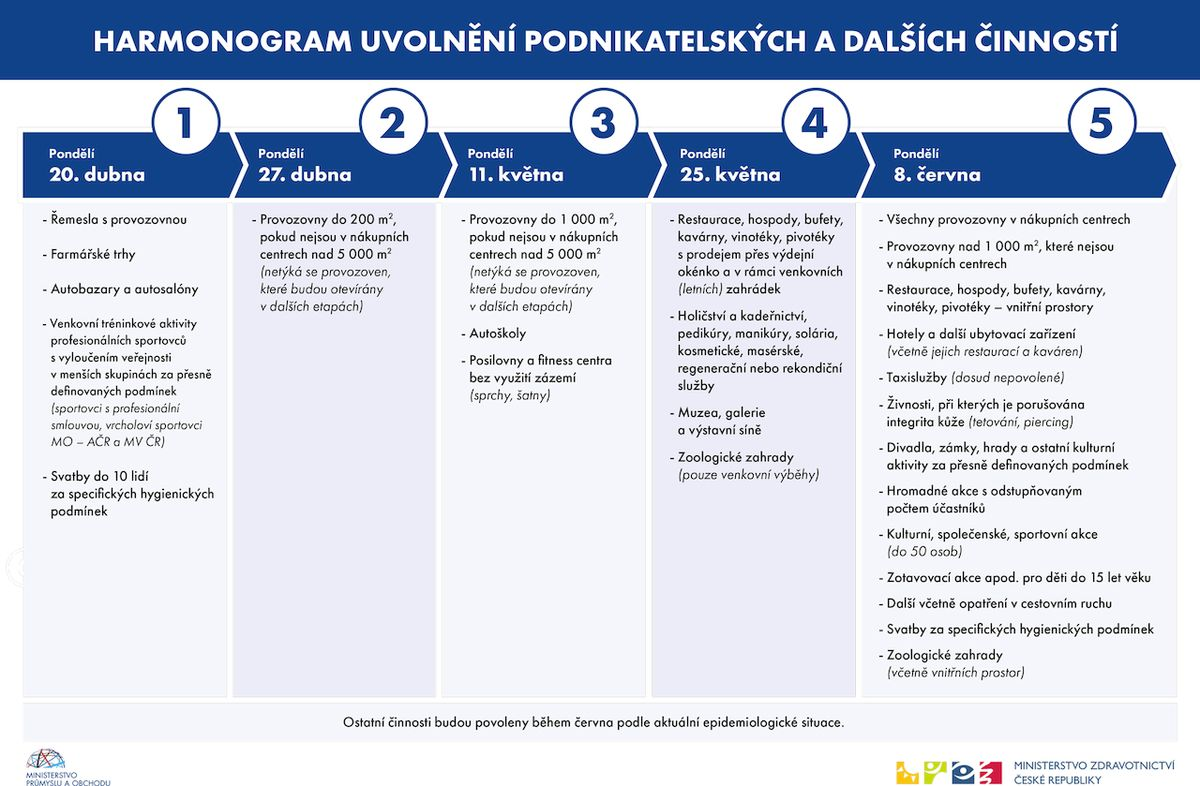 HARMONOGRAM UVOLNĚNÍ PODNIKATELSKÝCH A DALŠÍCH ČINNOSTÍ
1
Pondělí
20. dubna
- Řemesla s provozovnou
- Farmářské trhy
- Autobazary a autosalóny
- Venkovní tréninkové aktivity
profesionálních sportovců
s vyloučením veřejnosti
v menších skupinách za přesně
definovaných podmínek
(sportovci s profesionální
smlouvou, vrcholoví sportovci
MO – AČR a MV ČR)
- Svatby do 10 lidí
za specifických hygienických
podmínek
2
Pondělí
27. dubna
- Provozovny do 200 m²,
pokud nejsou v nákupních
centrech nad 5 000 m²
(netýká se provozoven,
které budou otevírány
v dalších etapách)
3
Pondělí
11. května
- Provozovny do 1 000 m²,
pokud nejsou v nákupních
centrech nad 5 000 m²
(netýká se provozoven,
které budou otevírány
v dalších etapách)
- Autoškoly
- Posilovny a fitness centra
bez využití zázemí
(sprchy, šatny)
4
Pondělí
25. května
- Restaurace, hospody, bufety,
kavárny, vinotéky, pivotéky
s prodejem přes výdejní
okénko a v rámci venkovních
(letních) zahrádek
- Holičství a kadeřnictví,
pedikúry, manikúry, solária,
kosmetické, masérské,
regenerační nebo rekondiční
služby
- Muzea, galerie
a výstavní síně
- Zoologické zahrady
(pouze venkovní výběhy)
5
Pondělí
8. června
- Všechny provozovny v nákupních centrech
- Provozovny nad 1 000 m², které nejsou
v nákupních centrech
- Restaurace, hospody, bufety, kavárny,
vinotéky, pivotéky – vnitřní prostory
- Hotely a další ubytovací zařízení
(včetně jejich restaurací a kaváren)
- Taxislužby (dosud nepovolené)
- Živnosti, při kterých je porušována
integrita kůže (tetování, piercing)
- Divadla, zámky, hrady a ostatní kulturní
aktivity za přesně definovaných podmínek
- Hromadné akce s odstupňovaným
počtem účastníků
- Kulturní, společenské, sportovní akce
(do 50 osob)
- Zotavovací akce apod. pro děti do 15 let věku
- Další včetně opatření v cestovním ruchu
- Svatby za specifických hygienických podmínek
- Zoologické zahrady
(včetně vnitřních prostar)
Ostatní činnosti budou povoleny během června podle aktuální epidemiologické situace.
MINISTERSTVO
PRŮMYSLU A OBCHODU
MINISTERSTVO ZDRAVOTNICTVÍ
ČESKÉ REPUBLIKY